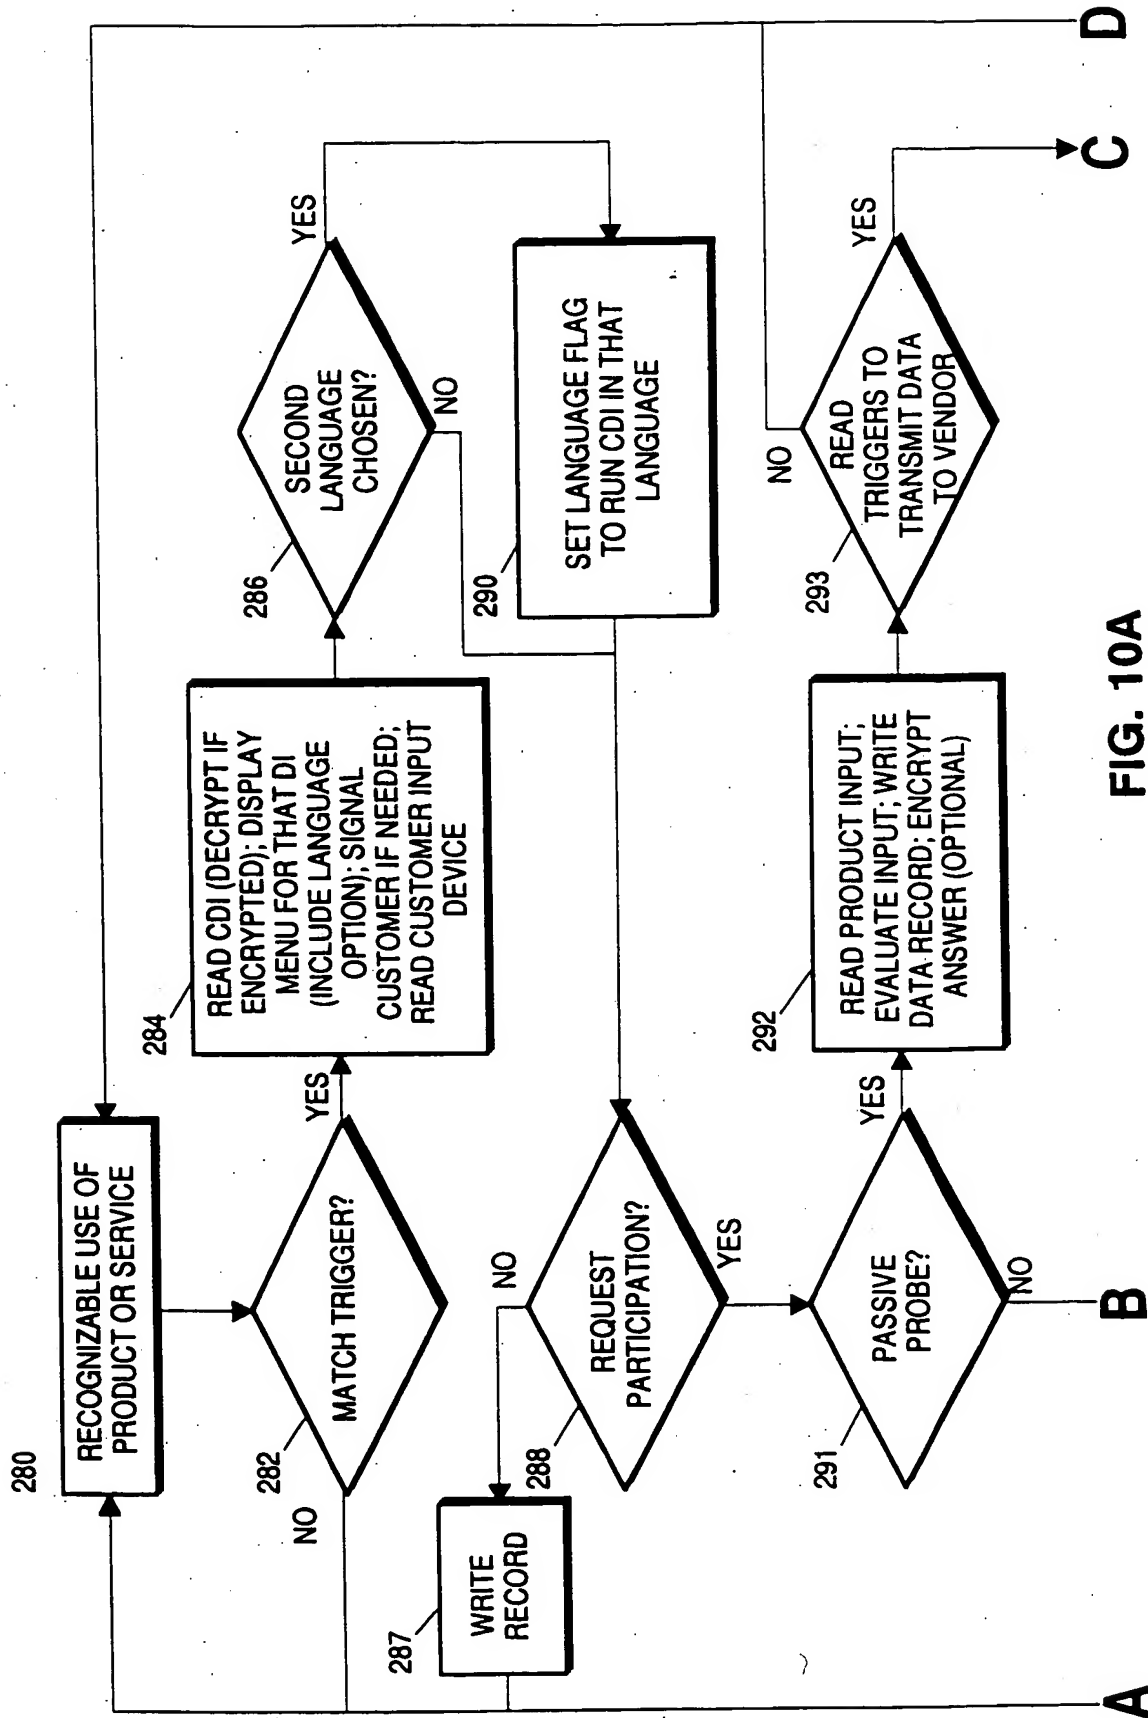 280
RECOGNIZABLE USE OF
PRODUCT OR SERVICE
282
MATCH TRIGGER?
NO
YES
284
READ CDI (DECRYPT IF
ENCRYPTED); DISPLAY
MENU FOR THAT DI
(INCLUDE LANGUAGE
OPTION); SIGNAL
CUSTOMER IF NEEDED;
READ CUSTOMER INPUT
DEVICE
286
SECOND
LANGUAGE
CHOSEN?
YES
NO
287
WRITE
RECORD
NO
288
REQUEST
PARTICIPATION?
YES
290
SET LANGUAGE FLAG
TO RUN CDI IN THAT
LANGUAGE
291
PASSIVE
PROBE?
YES
NO
292
READ PRODUCT INPUT;
EVALUATE INPUT; WRITE
DATA RECORD; ENCRYPT
ANSWER (OPTIONAL)
293
READ
TRIGGERS TO
TRANSMIT DATA
TO VENDOR
NO
YES
A
B
C
D
FIG. 10A